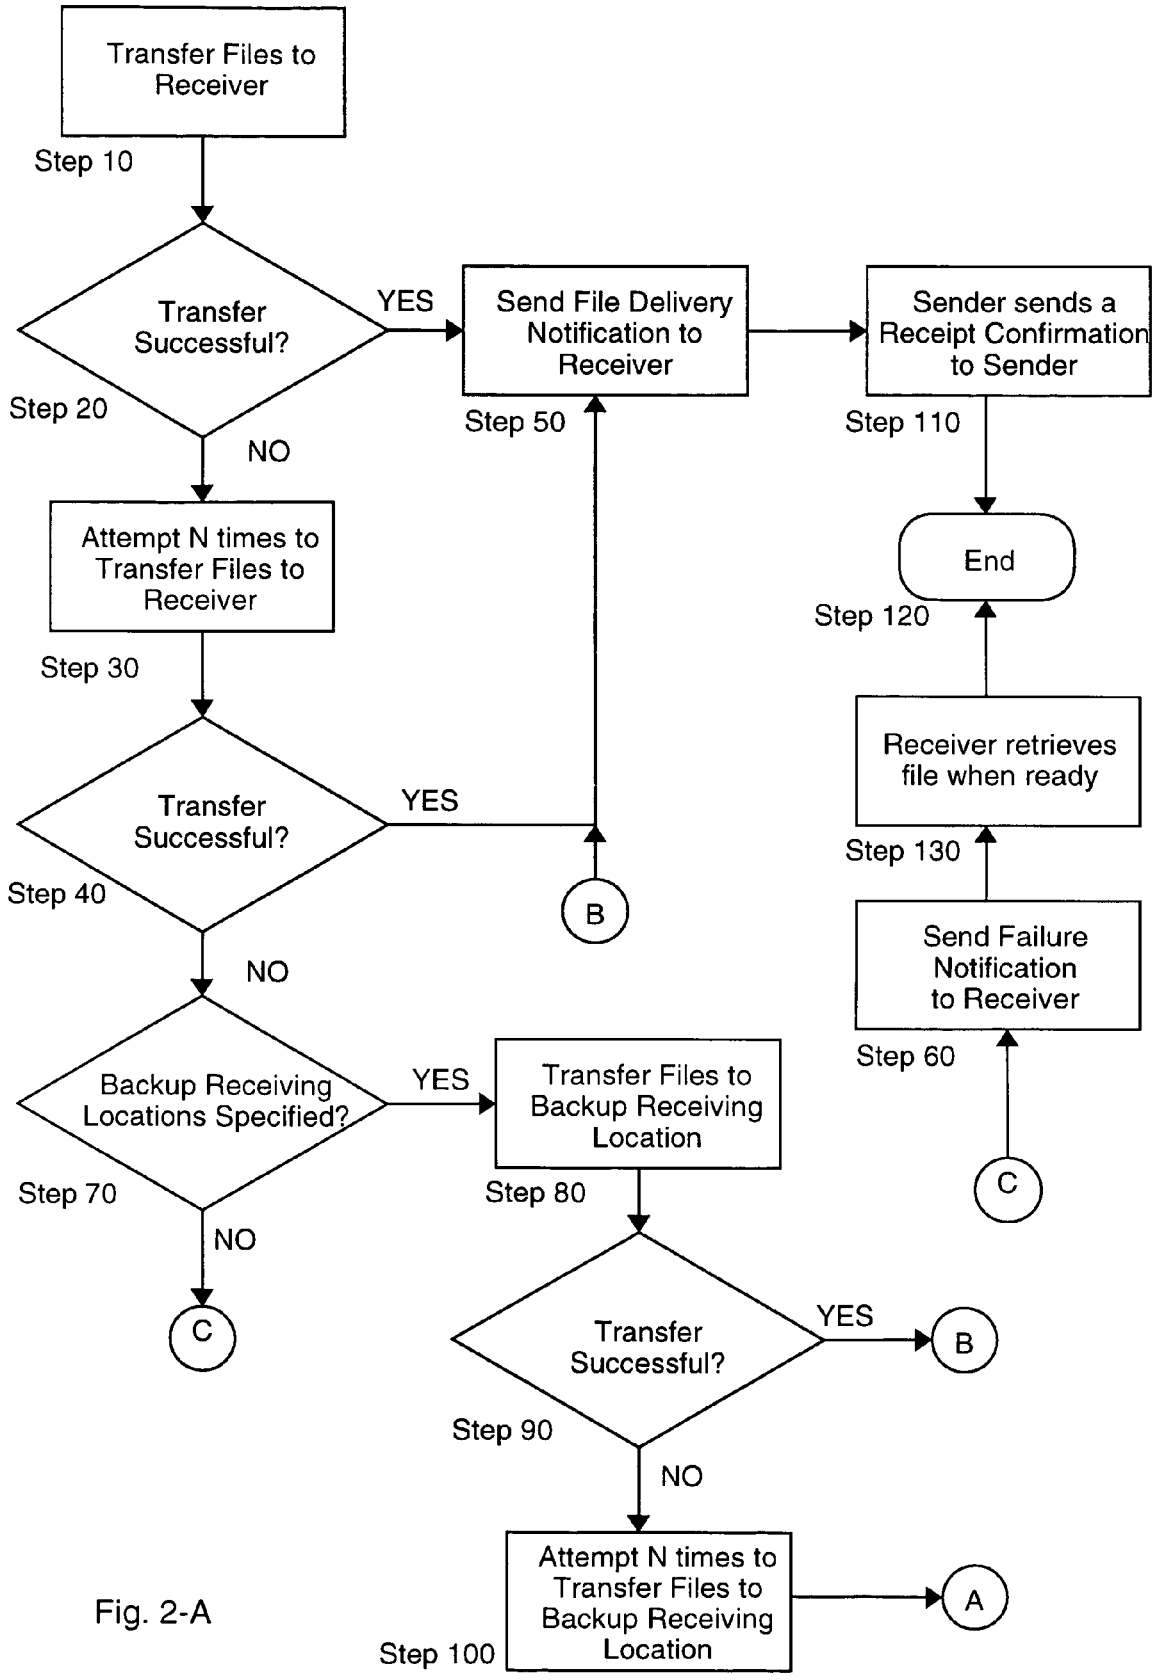 Transfer Files to
Receiver
Step 10
Transfer
Successful?
YES
Step 20
NO
Send File Delivery
Notification to
Receiver
Step 50
Sender sends a
Receipt Confirmation
to Sender
Step 110
End
Step 120
Attempt N times to
Transfer Files to
Receiver
Step 30
Transfer
Successful?
YES
Step 40
NO
B
Receiver retrieves
file when ready
Step 130
Send Failure
Notification
to Receiver
Step 60
C
Backup Receiving
Locations Specified?
YES
Step 70
NO
C
Transfer Files to
Backup Receiving
Location
Step 80
Transfer
Successful?
YES
B
Step 90
NO
Attempt N times to
Transfer Files to
Backup Receiving
Location
Step 100
A
Fig. 2-A